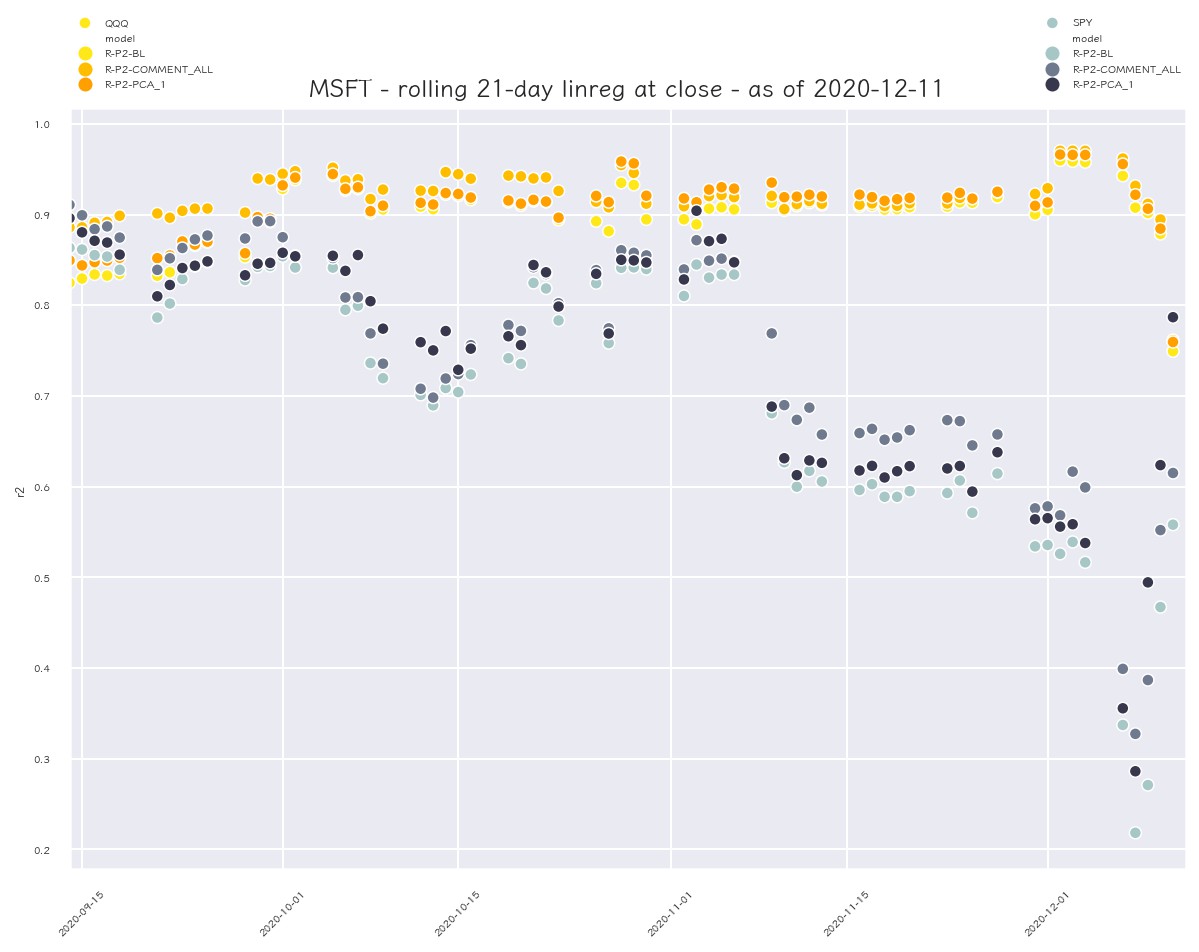 QQQ
model
R-P2-BL
R-P2-COMMENT_ALL
R-P2-PCA_1
SPY
model
R-P2-BL
R-P2-COMMENT_ALL
R-P2-PCA_1
MSFT - rolling 21-day linreg at close - as of 2020-12-11
1.0
0.9
0.8
0.7
0.6
0.5
0.4
0.3
0.2
r2
2020-09-15
2020-10-01
2020-10-15
2020-11-01
2020-11-15
2020-12-01